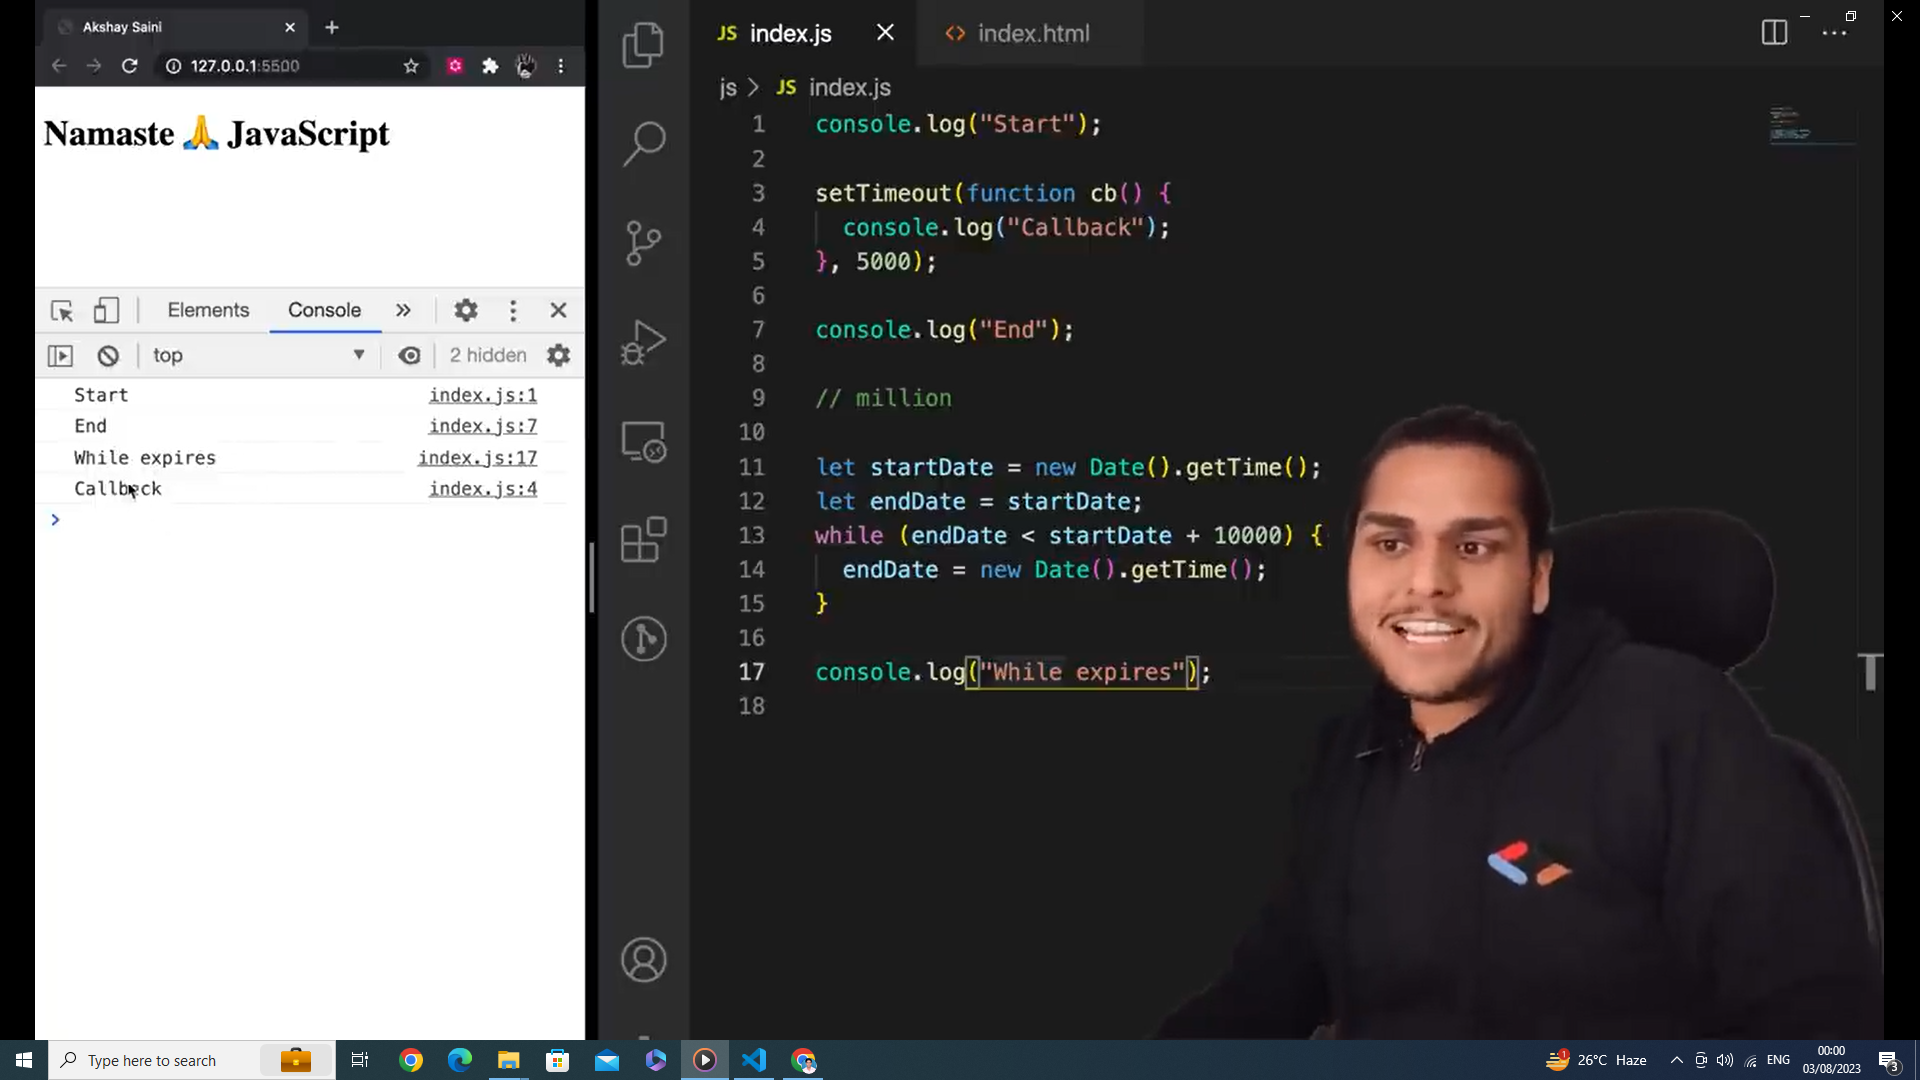 Akshay Saini
127.0.0.1:5500
Namaste 🙏 JavaScript
Elements Console
top 2 hidden
Start index.js:1
End index.js:7
While expires index.js:17
Callback index.js:4
JS index.js <> index.html
js > JS index.js
1 console.log("Start");
2
3 setTimeout(function cb() {
4 console.log("Callback");
5 }, 5000);
6
7 console.log("End");
8
9 // million
10
11 let startDate = new Date().getTime();
12 let endDate = startDate;
13 while (endDate < startDate + 10000) {
14 endDate = new Date().getTime();
15 }
16
17 console.log("While expires");
18
T
Type here to search
1 26°C Haze
ENG
00:00
03/08/2023
3